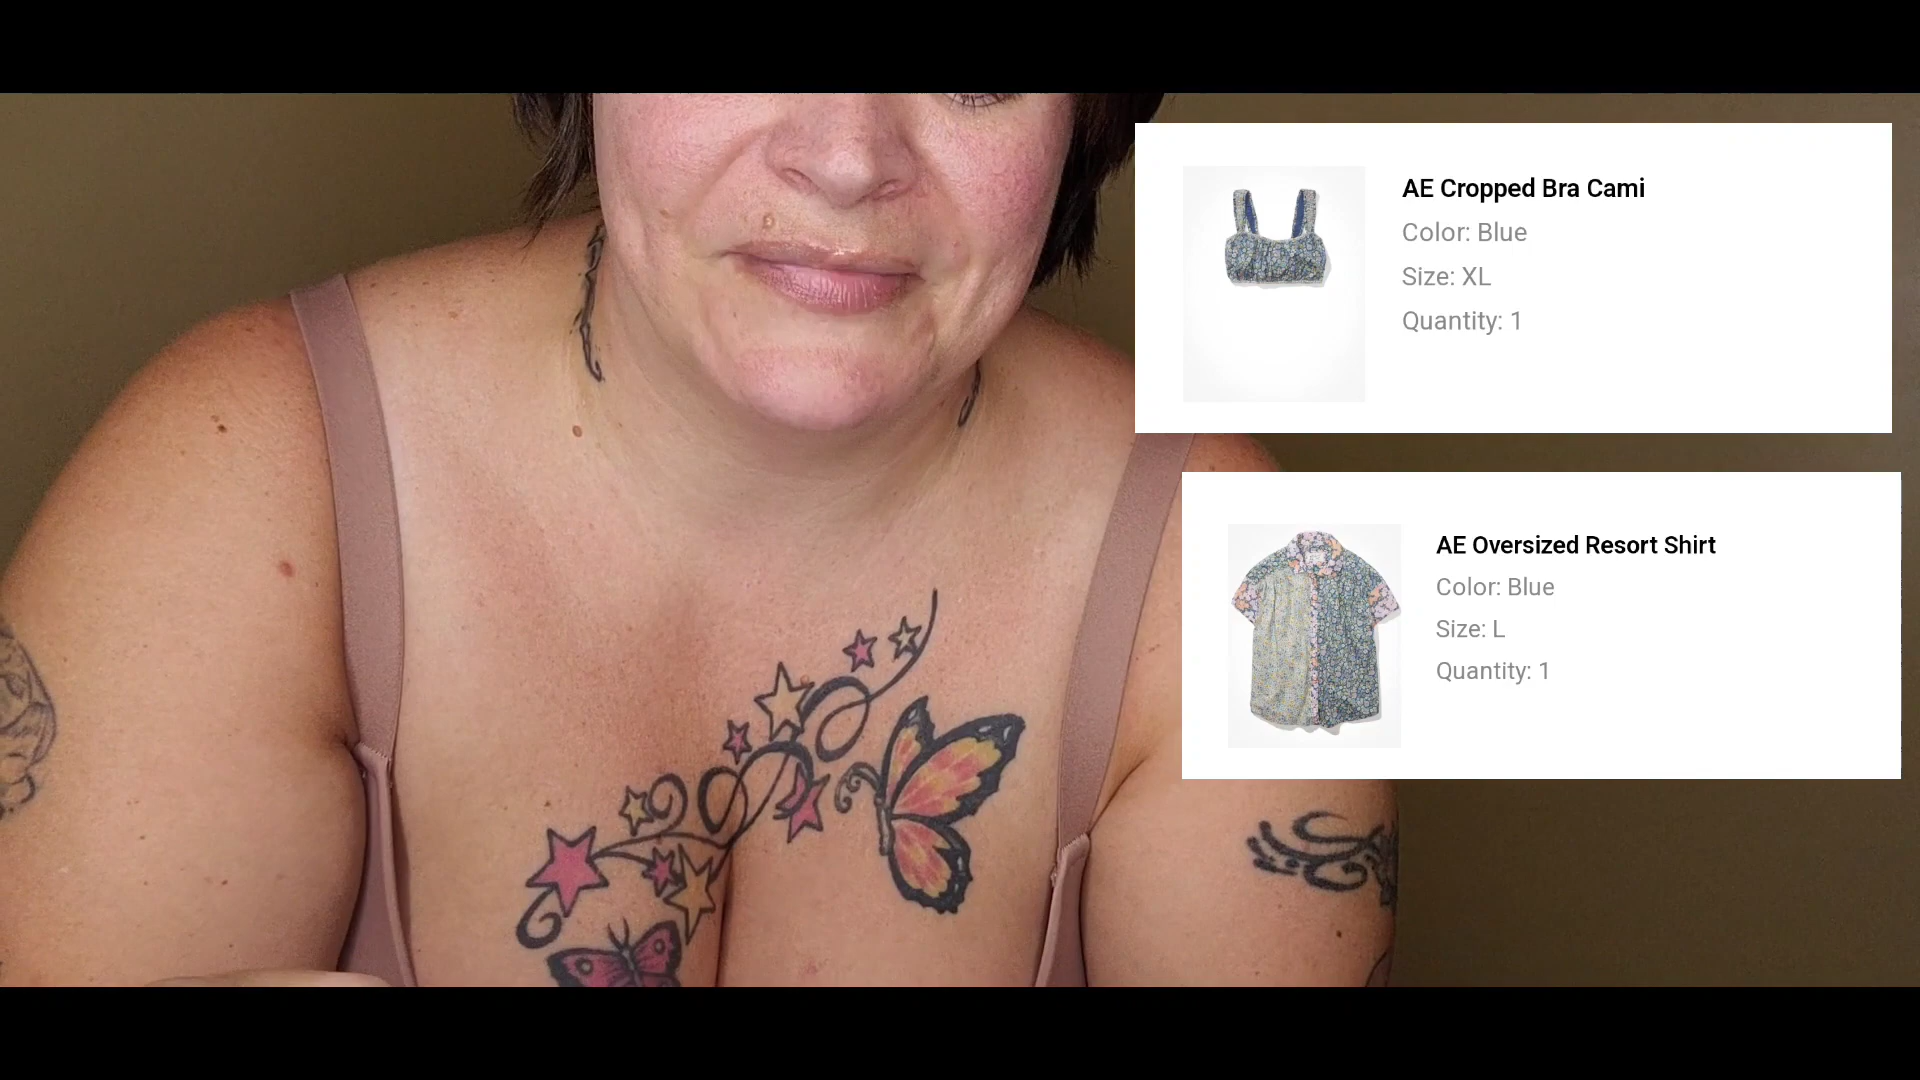 AE Cropped Bra Cami
Color: Blue
Size: XL
Quantity: 1
AE Oversized Resort Shirt
Color: Blue
Size: L
Quantity: 1